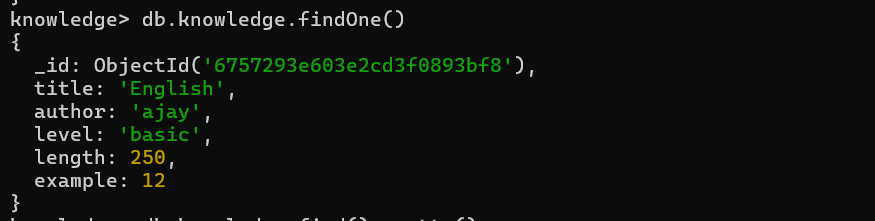 knowledge> db.knowledge.findOne()
{
  _id: ObjectId('6757293e603e2cd3f0893bf8'),
  title: 'English',
  author: 'ajay',
  level: 'basic',
  length: 250,
  example: 12
}